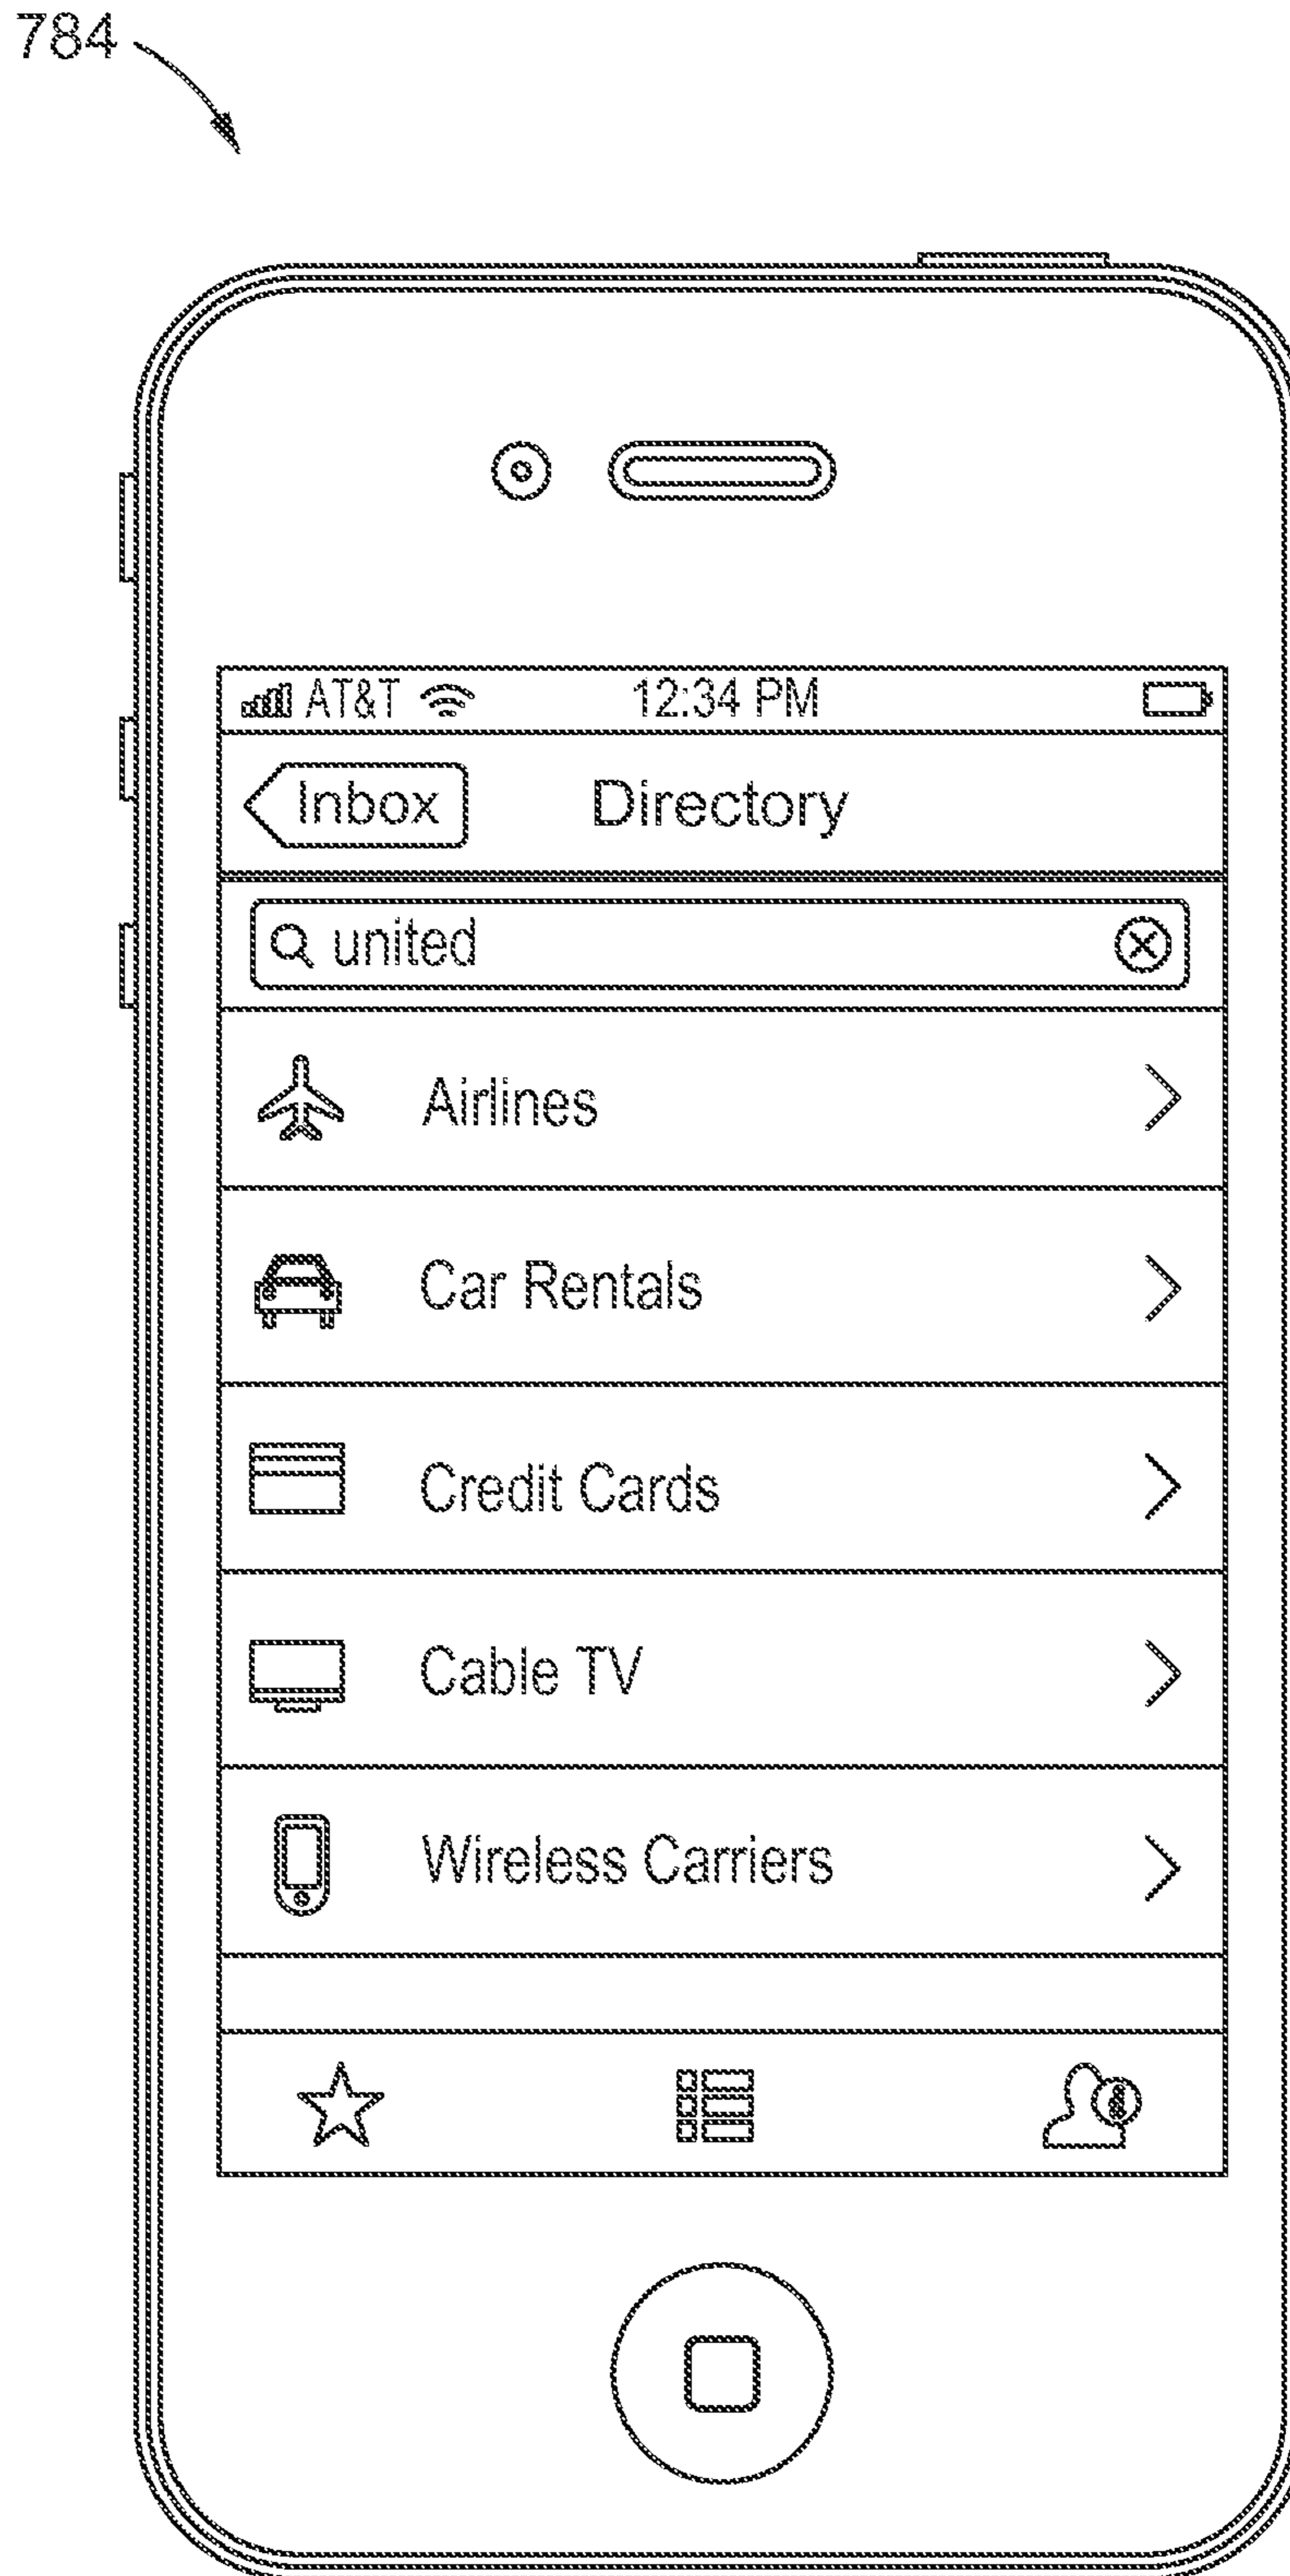 784
AT&T 12:34 PM
Inbox Directory
united
Airlines
Car Rentals
Credit Cards
Cable TV
Wireless Carriers